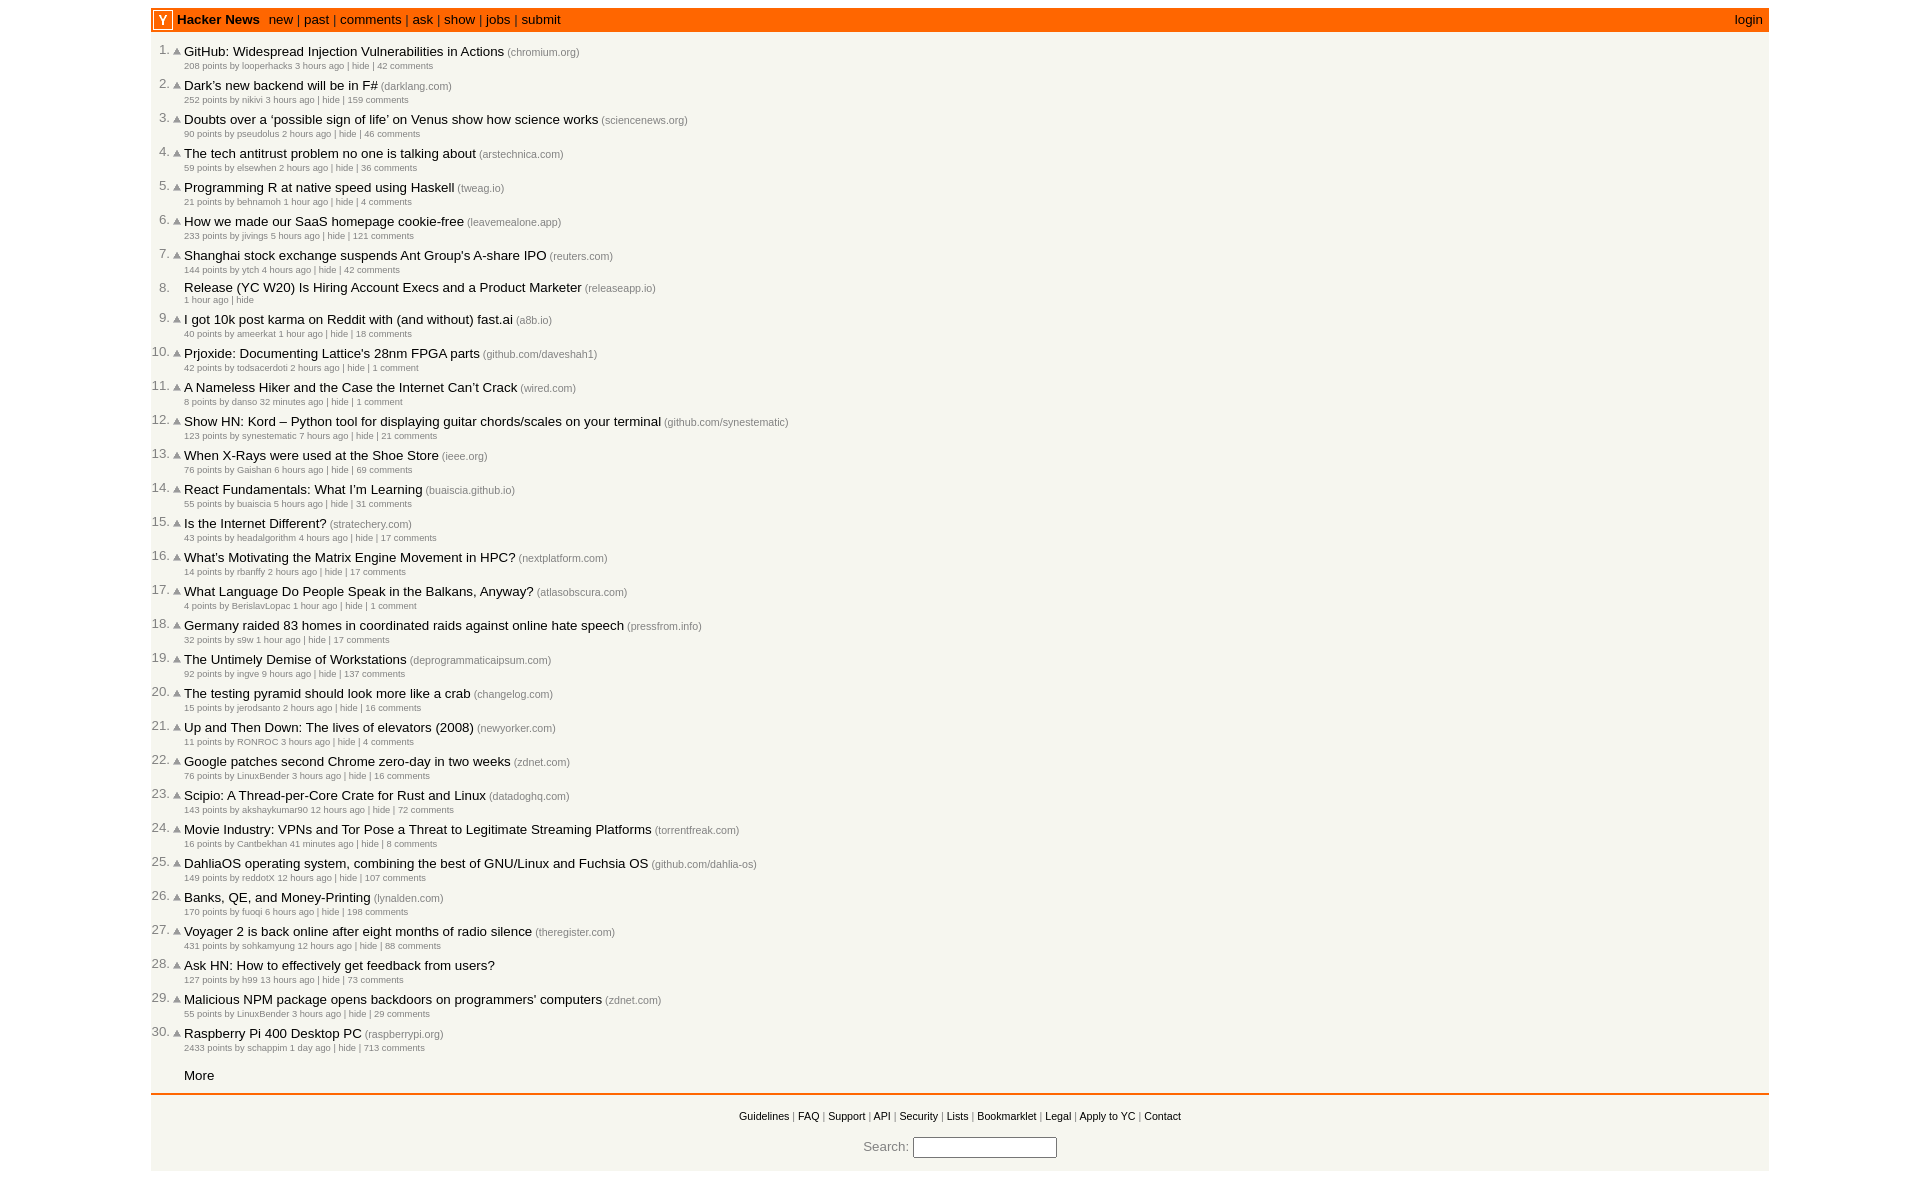 Y Hacker News new | past | comments | ask | show | jobs | submit login
1. GitHub: Widespread Injection Vulnerabilities in Actions (chromium.org)
208 points by looperhacks 3 hours ago | hide | 42 comments
2. Dark’s new backend will be in F# (darklang.com)
252 points by nikivi 3 hours ago | hide | 159 comments
3. Doubts over a ‘possible sign of life’ on Venus show how science works (sciencenews.org)
90 points by pseudolus 2 hours ago | hide | 46 comments
4. The tech antitrust problem no one is talking about (arstechnica.com)
59 points by elsewhen 2 hours ago | hide | 36 comments
5. Programming R at native speed using Haskell (tweag.io)
21 points by behnamoh 1 hour ago | hide | 4 comments
6. How we made our SaaS homepage cookie-free (leavemealone.app)
233 points by jivings 5 hours ago | hide | 121 comments
7. Shanghai stock exchange suspends Ant Group's A-share IPO (reuters.com)
144 points by ytch 4 hours ago | hide | 42 comments
8. Release (YC W20) Is Hiring Account Execs and a Product Marketer (releaseapp.io)
1 hour ago | hide
9. I got 10k post karma on Reddit with (and without) fast.ai (a8b.io)
40 points by ameerkat 1 hour ago | hide | 18 comments
10. Prjoxide: Documenting Lattice's 28nm FPGA parts (github.com/daveshah1)
42 points by todsacerdoti 2 hours ago | hide | 1 comment
11. A Nameless Hiker and the Case the Internet Can’t Crack (wired.com)
8 points by danso 32 minutes ago | hide | 1 comment
12. Show HN: Kord – Python tool for displaying guitar chords/scales on your terminal (github.com/synestematic)
123 points by synestematic 7 hours ago | hide | 21 comments
13. When X-Rays were used at the Shoe Store (ieee.org)
76 points by Gaishan 6 hours ago | hide | 69 comments
14. React Fundamentals: What I’m Learning (buaiscia.github.io)
55 points by buaiscia 5 hours ago | hide | 31 comments
15. Is the Internet Different? (stratechery.com)
43 points by headalgorithm 4 hours ago | hide | 17 comments
16. What’s Motivating the Matrix Engine Movement in HPC? (nextplatform.com)
14 points by rbanffy 2 hours ago | hide | 17 comments
17. What Language Do People Speak in the Balkans, Anyway? (atlasobscura.com)
4 points by BerislavLopac 1 hour ago | hide | 1 comment
18. Germany raided 83 homes in coordinated raids against online hate speech (pressfrom.info)
32 points by s9w 1 hour ago | hide | 17 comments
19. The Untimely Demise of Workstations (deprogrammaticaipsum.com)
92 points by ingve 9 hours ago | hide | 137 comments
20. The testing pyramid should look more like a crab (changelog.com)
15 points by jerodsanto 2 hours ago | hide | 16 comments
21. Up and Then Down: The lives of elevators (2008) (newyorker.com)
11 points by RONROC 3 hours ago | hide | 4 comments
22. Google patches second Chrome zero-day in two weeks (zdnet.com)
76 points by LinuxBender 3 hours ago | hide | 16 comments
23. Scipio: A Thread-per-Core Crate for Rust and Linux (datadoghq.com)
143 points by akshaykumar90 12 hours ago | hide | 72 comments
24. Movie Industry: VPNs and Tor Pose a Threat to Legitimate Streaming Platforms (torrentfreak.com)
16 points by Cantbekhan 41 minutes ago | hide | 8 comments
25. DahliaOS operating system, combining the best of GNU/Linux and Fuchsia OS (github.com/dahlia-os)
149 points by reddotX 12 hours ago | hide | 107 comments
26. Banks, QE, and Money-Printing (lynalden.com)
170 points by fuoqi 6 hours ago | hide | 198 comments
27. Voyager 2 is back online after eight months of radio silence (theregister.com)
431 points by sohkamyung 12 hours ago | hide | 88 comments
28. Ask HN: How to effectively get feedback from users?
127 points by h99 13 hours ago | hide | 73 comments
29. Malicious NPM package opens backdoors on programmers' computers (zdnet.com)
55 points by LinuxBender 3 hours ago | hide | 29 comments
30. Raspberry Pi 400 Desktop PC (raspberrypi.org)
2433 points by schappim 1 day ago | hide | 713 comments
More
Guidelines | FAQ | Support | API | Security | Lists | Bookmarklet | Legal | Apply to YC | Contact
Search: